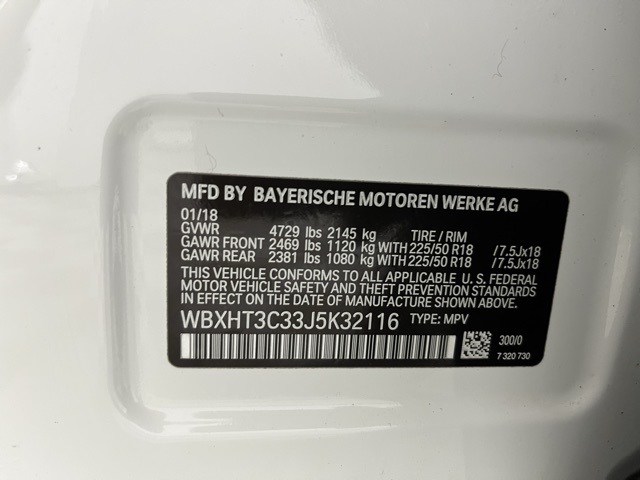 MFD BY BAYERISCHE MOTOREN WERKE AG
01/18
GVWR 4729 lbs 2145 kg TIRE / RIM
GAWR FRONT 2469 lbs 1120 kg WITH 225/50 R18 /7.5Jx18
GAWR REAR 2381 lbs 1080 kg WITH 225/50 R18 /7.5Jx18
THIS VEHICLE CONFORMS TO ALL APPLICABLE U.S. FEDERAL
MOTOR VEHICLE SAFETY AND THEFT PREVENTION STANDARDS
IN EFFECT ON THE DATE OF MANUFACTURE SHOWN ABOVE.
WBXHT3C33J5K32116 TYPE: MPV
300/0
7 320 730